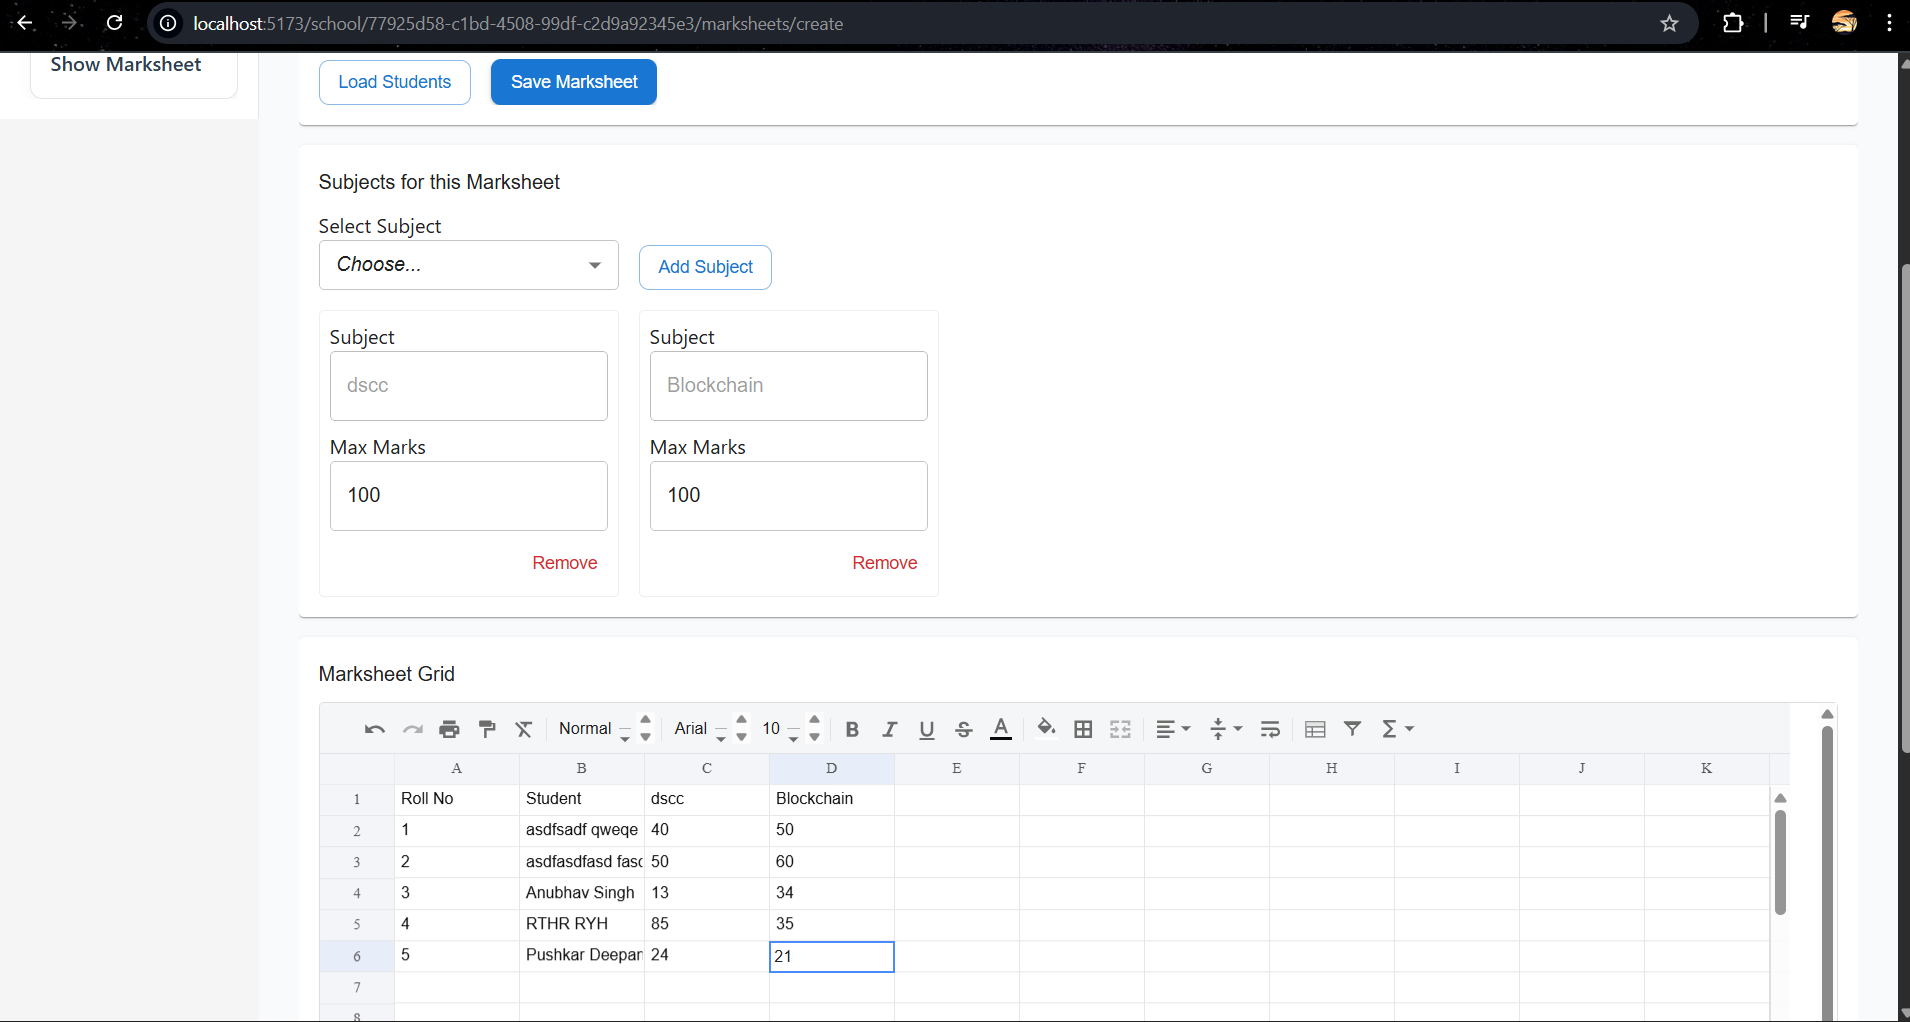 localhost:5173/school/77925d58-c1bd-4508-99df-c2d9a92345e3/marksheets/create
Show Marksheet
Load Students
Save Marksheet
Subjects for this Marksheet
Select Subject
Choose...
Add Subject
Subject Subject
dscc Blockchain
Max Marks Max Marks
100 100
Remove Remove
Marksheet Grid
Normal Arial 10 B I U S A Σ
A B C D E F G H I J K
1 Roll No Student dscc Blockchain
2 1 asdfsadf qweqe 40 50
3 2 asdfasdfasd 50 60
4 3 Anubhav Singh 13 34
5 4 RTHR RYH 85 35
6 5 Pushkar 24 21
7
8